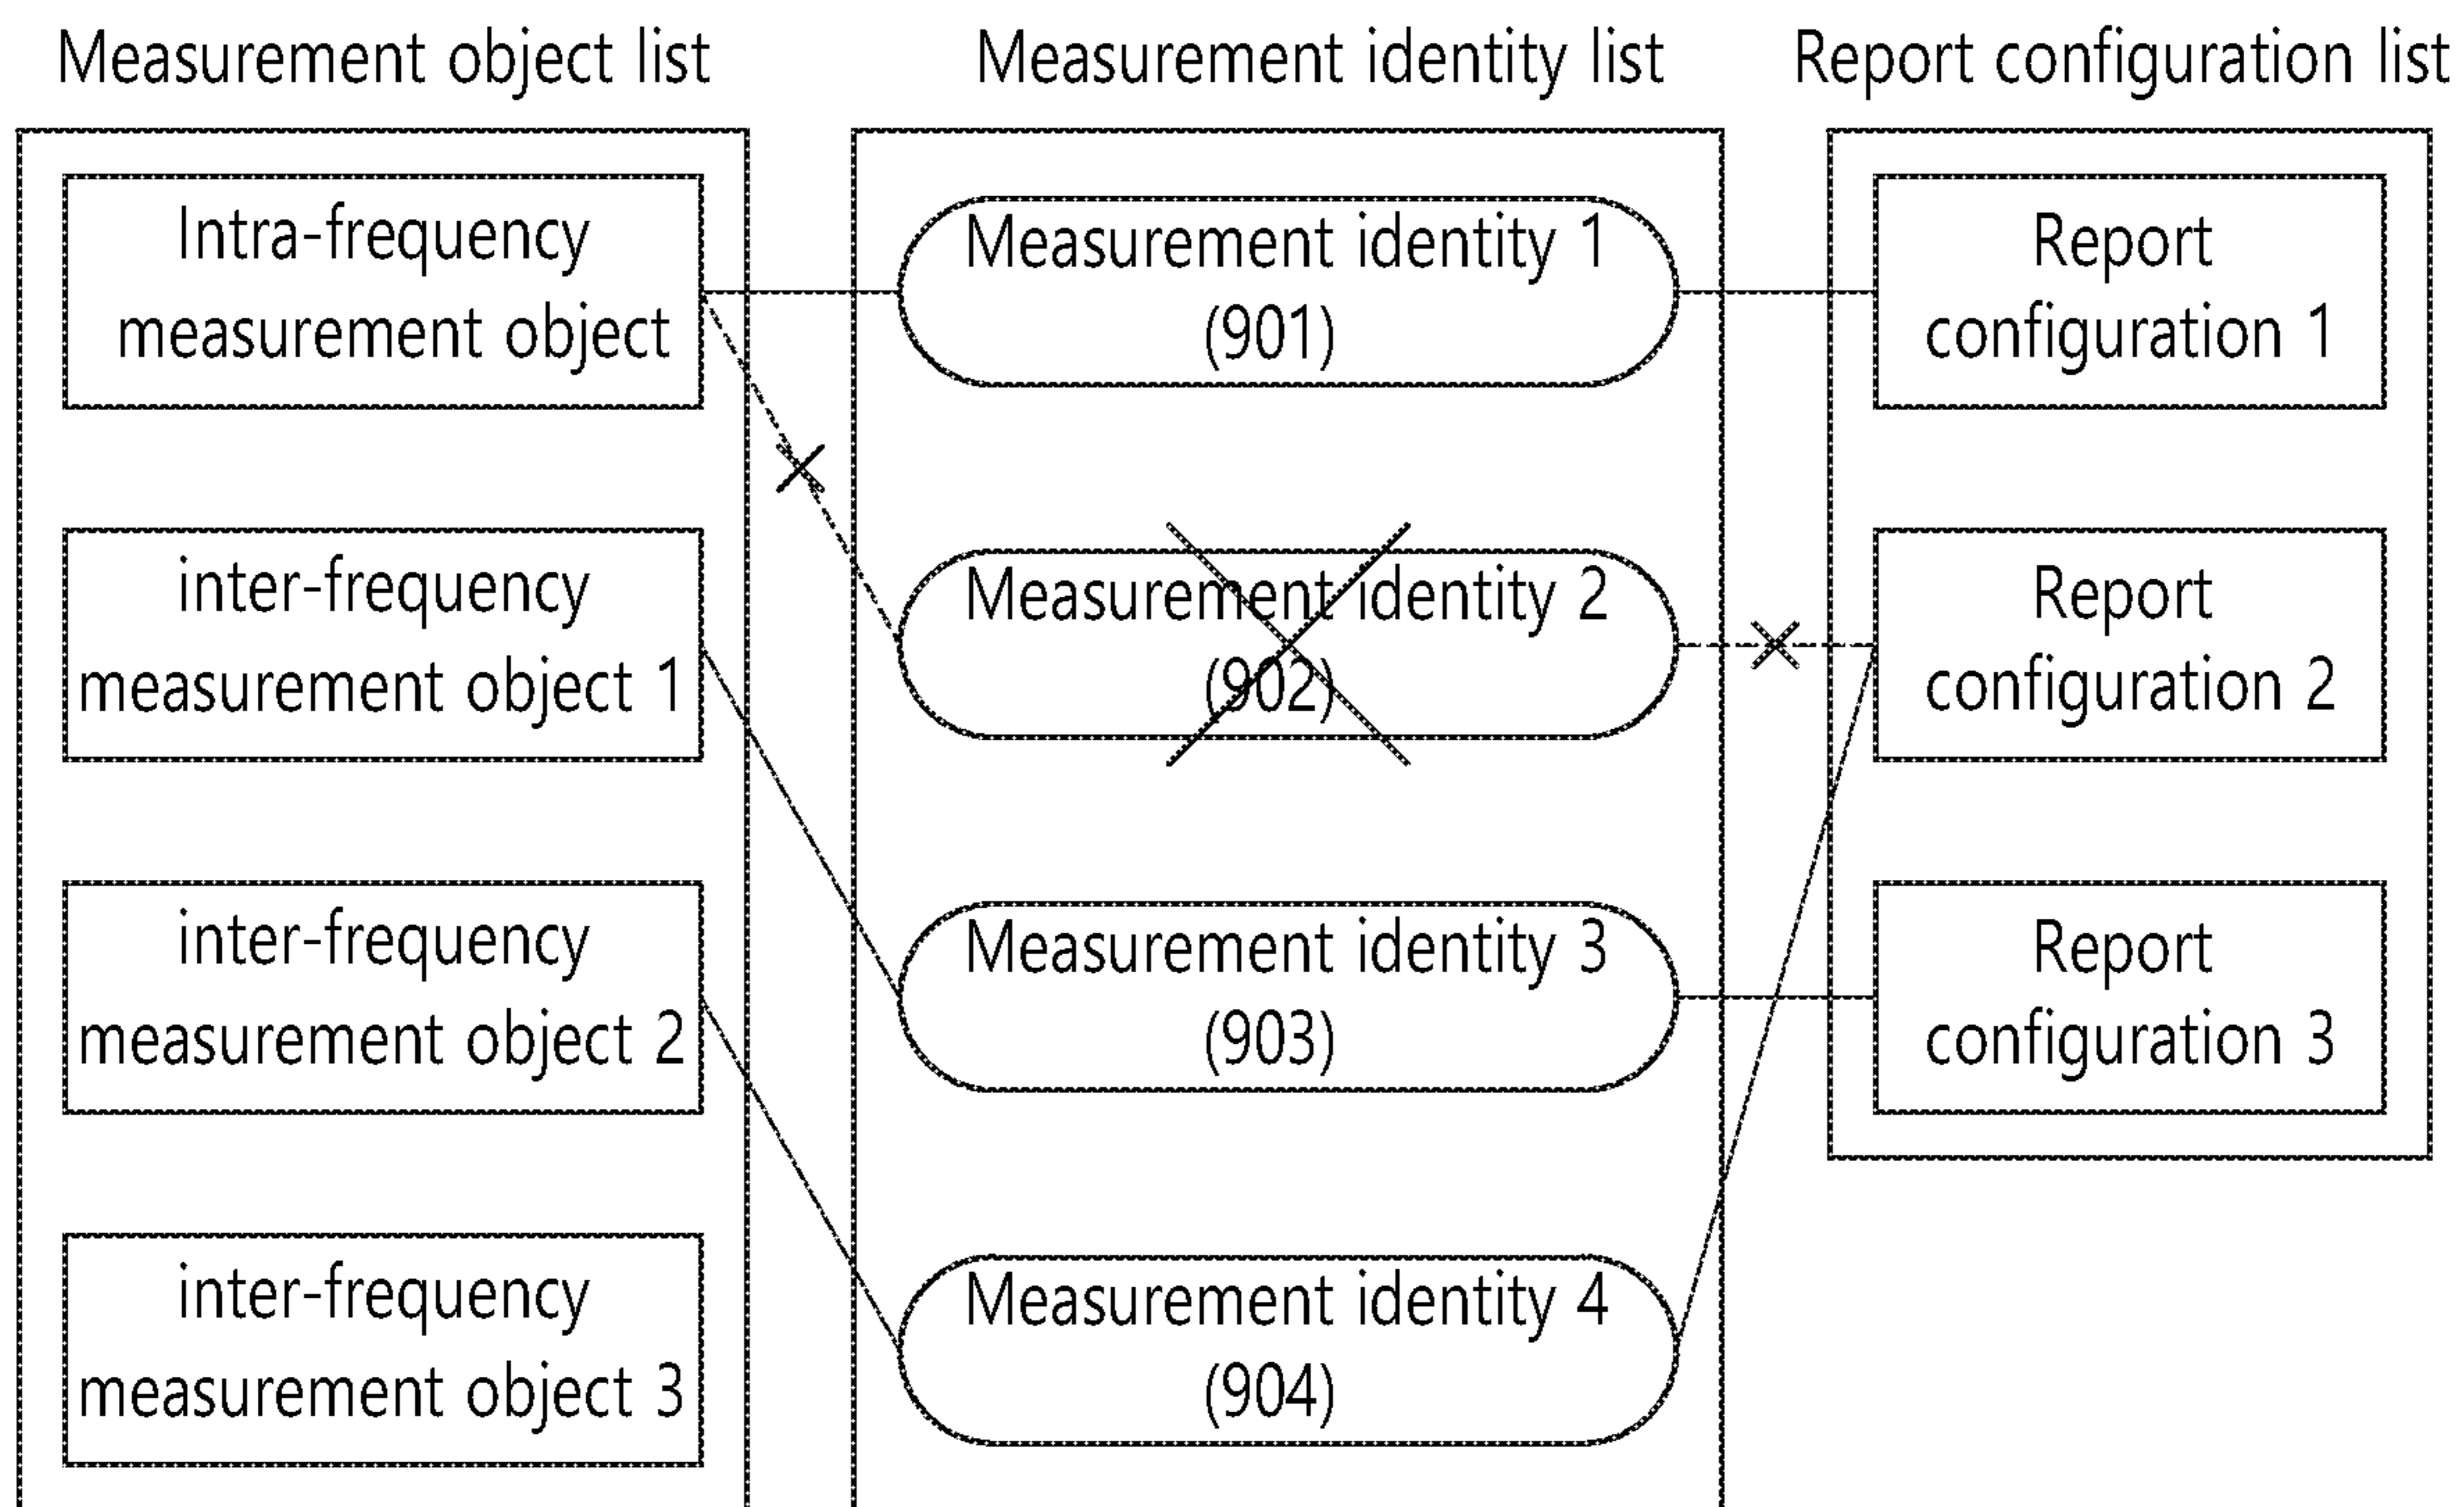 Measurement object list
Measurement identity list
Report configuration list
Intra-frequency
measurement object
Measurement identity 1
(901)
Report
configuration 1
inter-frequency
measurement object 1
Measurement identity 2
(902)
Report
configuration 2
inter-frequency
measurement object 2
Measurement identity 3
(903)
Report
configuration 3
inter-frequency
measurement object 3
Measurement identity 4
(904)